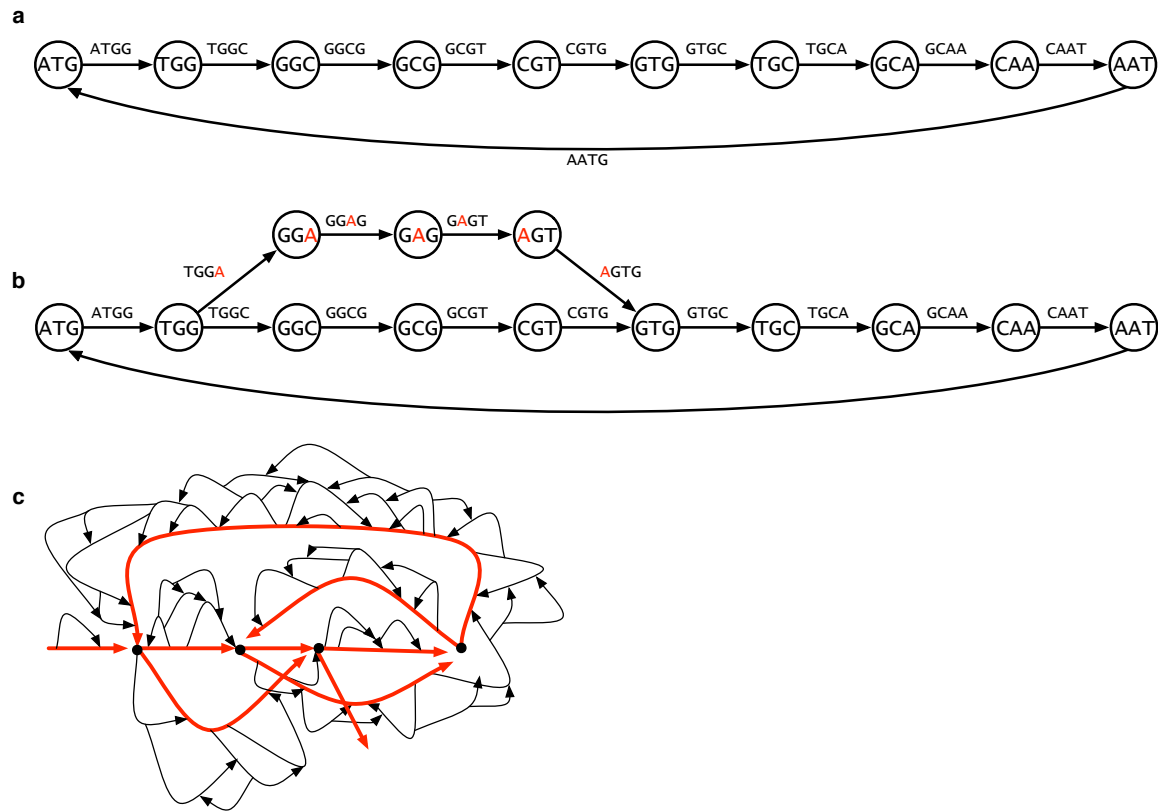 a
ATGG TGGC GGCG GCGT CGTG GTGC TGCA GCAA CAAT
ATG TGG GGC GCG CGT GTG TGC GCA CAA AAT
AATG
GGAG GAGT
GGA GAG AGT
TGGA AGTG
b
ATGG TGGC GGCG GCGT CGTG GTGC TGCA GCAA CAAT
ATG TGG GGC GCG CGT GTG TGC GCA CAA AAT
c